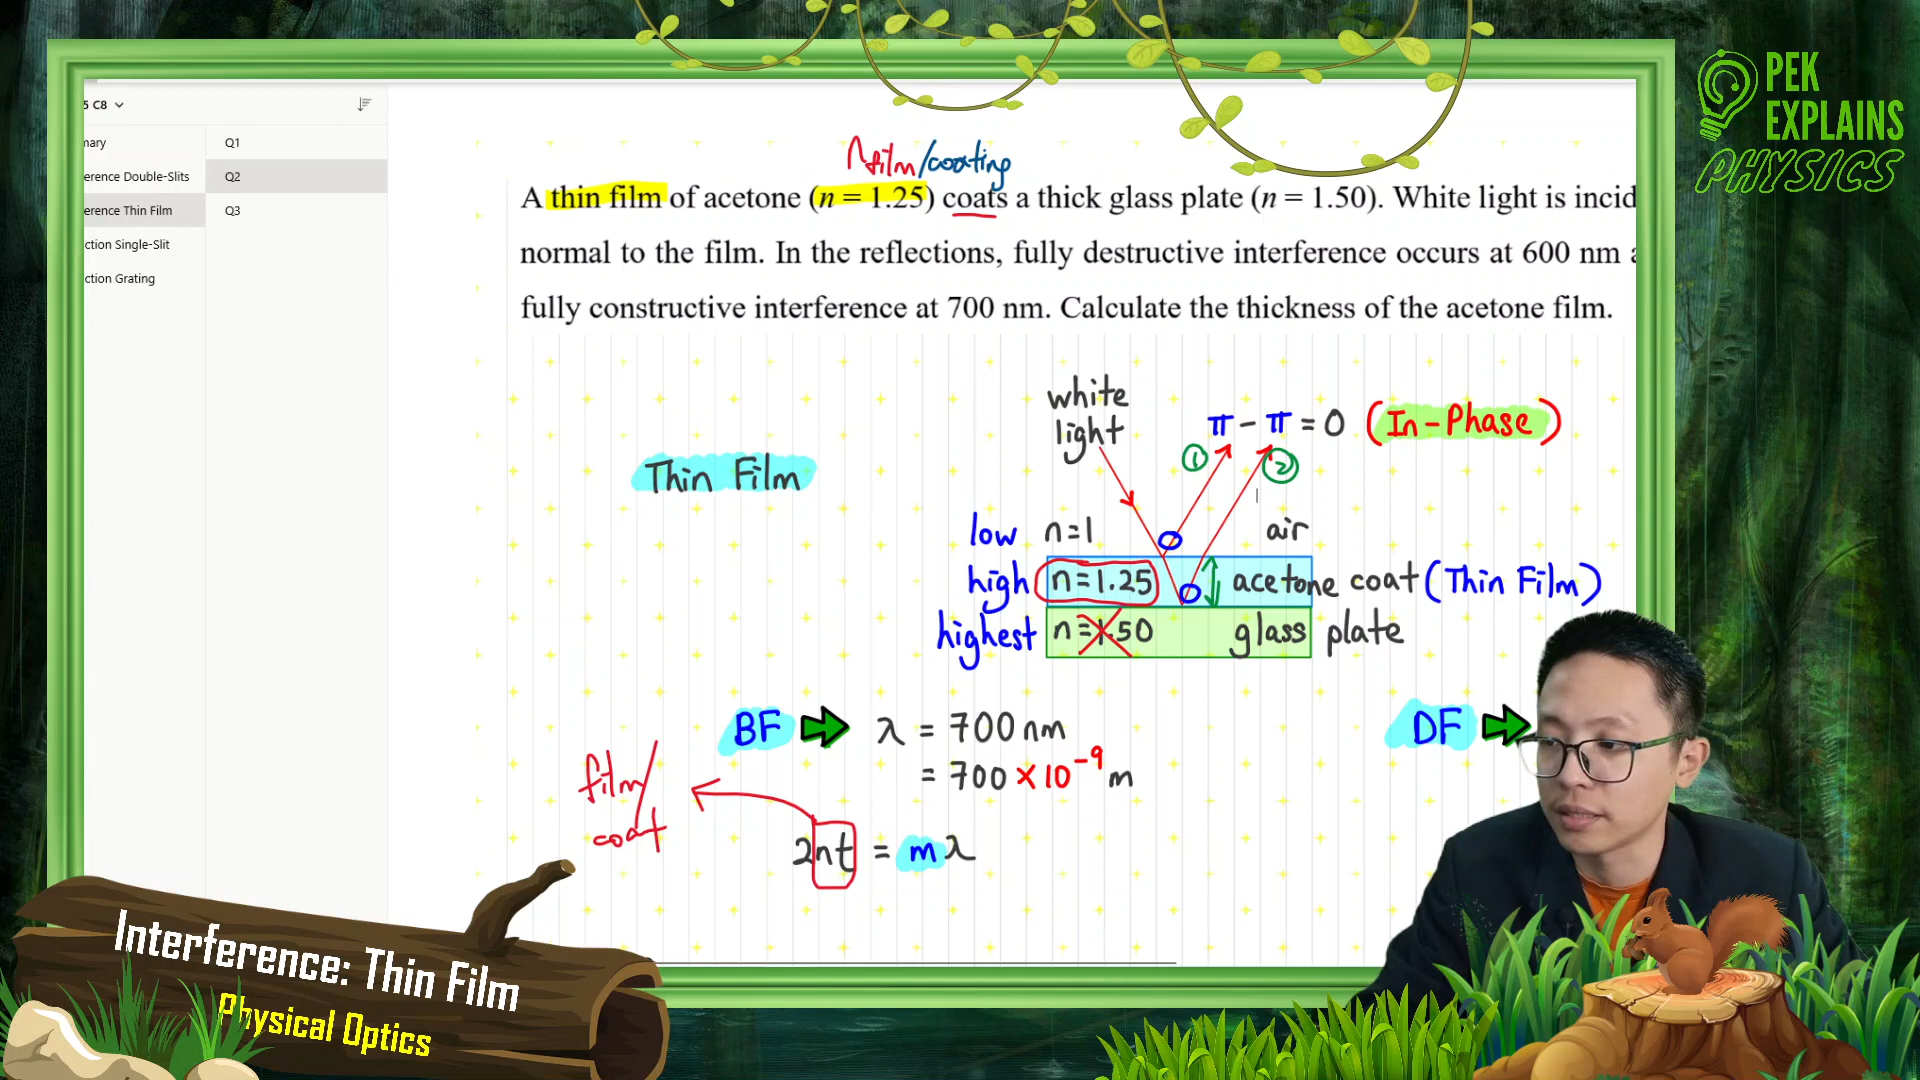 PEK
EXPLAINS
PHYSICS
5 C8
mary
erence Double-Slits
erence Thin Film
ction Single-Slit
ction Grating
Q1
Q2
Q3
n film/coating
A thin film of acetone (n = 1.25) coats a thick glass plate (n = 1.50). White light is incid
normal to the film. In the reflections, fully destructive interference occurs at 600 nm a
fully constructive interference at 700 nm. Calculate the thickness of the acetone film.
Thin Film
white
light
π - π = 0 (In-Phase)
① ②
low n=1 air
high n=1.25 acetone coat (Thin Film)
highest n=1.50 glass plate
BF λ = 700 nm
= 700 × 10⁻⁹ m
DF
film/
coat
2nt = mλ
Interference: Thin Film
Physical Optics